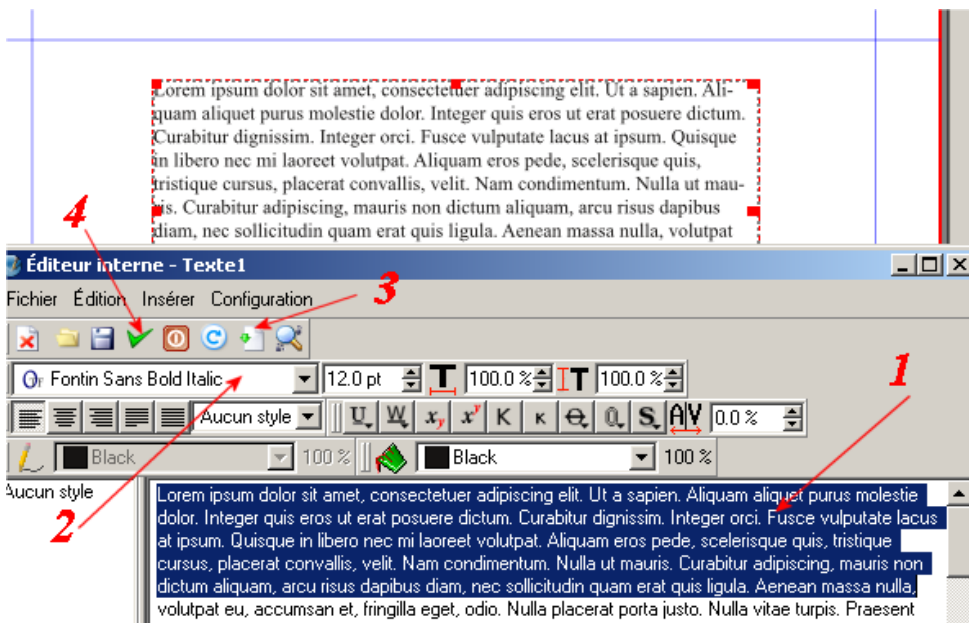 Lorem ipsum dolor sit amet, consectetuer adipiscing elit. Ut a sapien. Ali-
quam aliquet purus molestie dolor. Integer quis eros ut erat posuere dictum.
Curabitur dignissim. Integer orci. Fusce vulputate lacus at ipsum. Quisque
in libero nec mi laoreet volutpat. Aliquam eros pede, scelerisque quis,
tristique cursus, placerat convallis, velit. Nam condimentum. Nulla ut mau-
ris. Curabitur adipiscing, mauris non dictum aliquam, arcu risus dapibus
diam, nec sollicitudin quam erat quis ligula. Aenean massa nulla, volutpat
4
Éditeur interne - Texte1
Fichier Édition Insérer Configuration
3
Fontin Sans Bold Italic 12.0 pt T 100.0 % T 100.0 %
1
Aucun style U W x y x y K K O O S A|V 0.0 %
Black 100 % Black 100 %
Aucun style
2
Lorem ipsum dolor sit amet, consectetuer adipiscing elit. Ut a sapien. Aliquam aliquet purus molestie
dolor. Integer quis eros ut erat posuere dictum. Curabitur dignissim. Integer orci. Fusce vulputate lacus
at ipsum. Quisque in libero nec mi laoreet volutpat. Aliquam eros pede, scelerisque quis, tristique
cursus, placerat convallis, velit. Nam condimentum. Nulla ut mauris. Curabitur adipiscing, mauris non
dictum aliquam, arcu risus dapibus diam, nec sollicitudin quam erat quis ligula. Aenean massa nulla,
volutpat eu, accumsan et, fringilla eget, odio. Nulla placerat porta justo. Nulla vitae turpis. Praesent